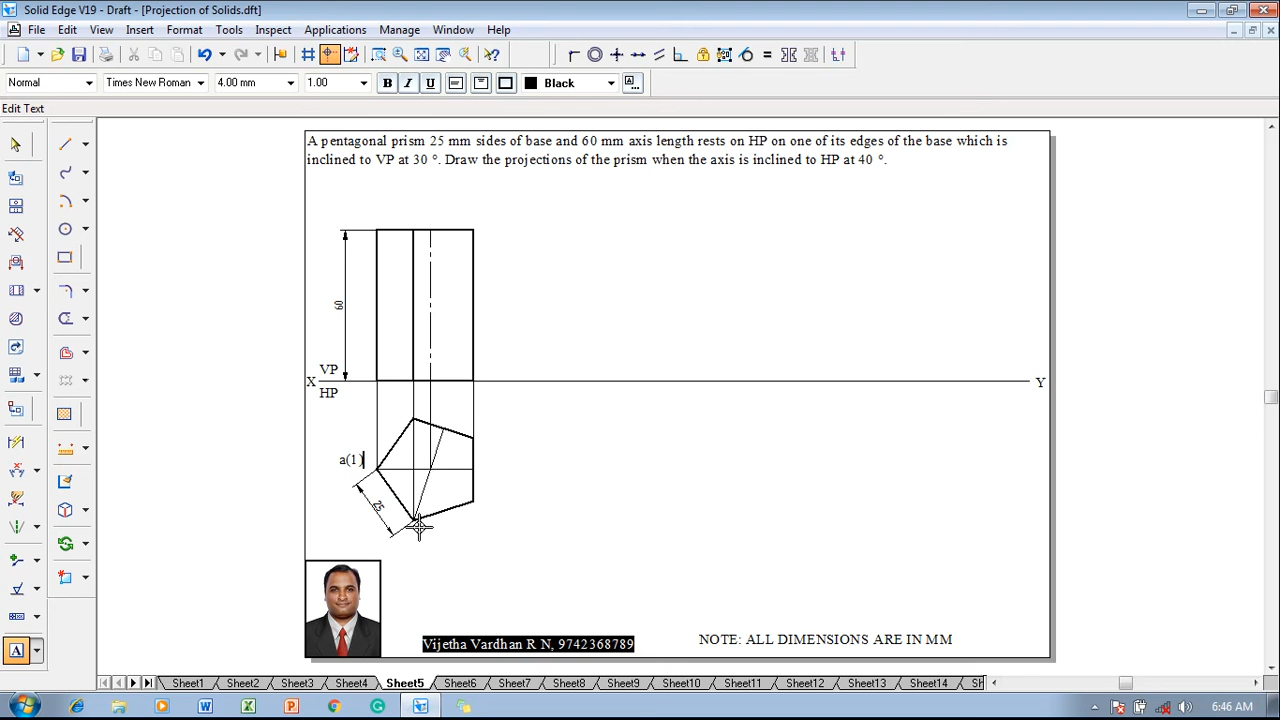 Solid Edge V19 - Draft - [Projection of Solids.dft]
File Edit View Insert Format Tools Inspect Applications Manage Window Help
Normal Times New Roman 4.00 mm 1.00 B I U Black
Edit Text
A pentagonal prism 25 mm sides of base and 60 mm axis length rests on HP on one of its edges of the base which is
inclined to VP at 30 °. Draw the projections of the prism when the axis is inclined to HP at 40 °.
60
VP
X Y
HP
a(1)
25
Vijetha Vardhan R N, 9742368789 NOTE: ALL DIMENSIONS ARE IN MM
A Sheet1 Sheet2 Sheet3 Sheet4 Sheet5 Sheet6 Sheet7 Sheet8 Sheet9 Sheet10 Sheet11 Sheet12 Sheet13 Sheet14 Sl
6:46 AM